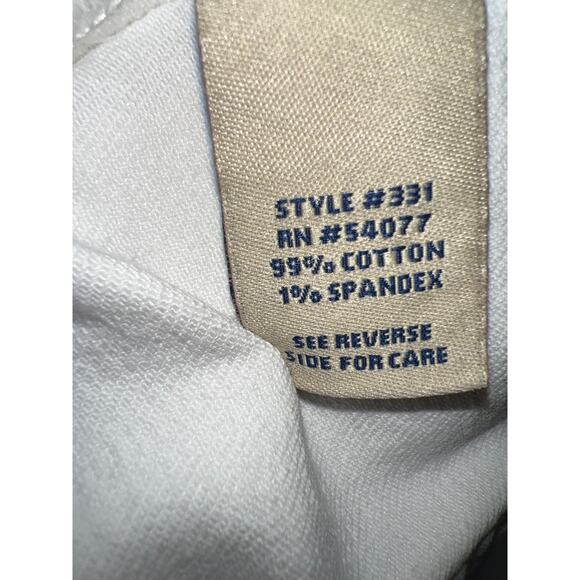 STYLE #331
RN #54077
99% COTTON
1% SPANDEX
SEE REVERSE
SIDE FOR CARE